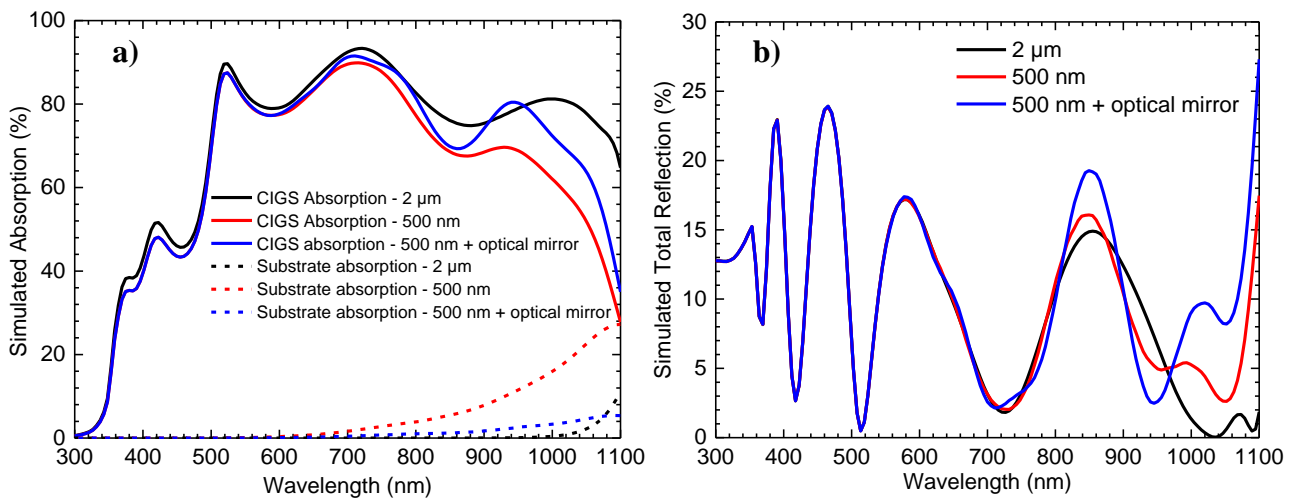 a)
Simulated Absorption (%)
100
80
60
40
20
0
CIGS Absorption - 2 µm
CIGS Absorption - 500 nm
CIGS absorption - 500 nm + optical mirror
Substrate absorption - 2 µm
Substrate absorption - 500 nm
Substrate absorption - 500 nm + optical mirror
300 400 500 600 700 800 900 1000 1100
Wavelength (nm)
b)
Simulated Total Reflection (%)
30
25
20
15
10
5
0
2 µm
500 nm
500 nm + optical mirror
300 400 500 600 700 800 900 1000 1100
Wavelength (nm)